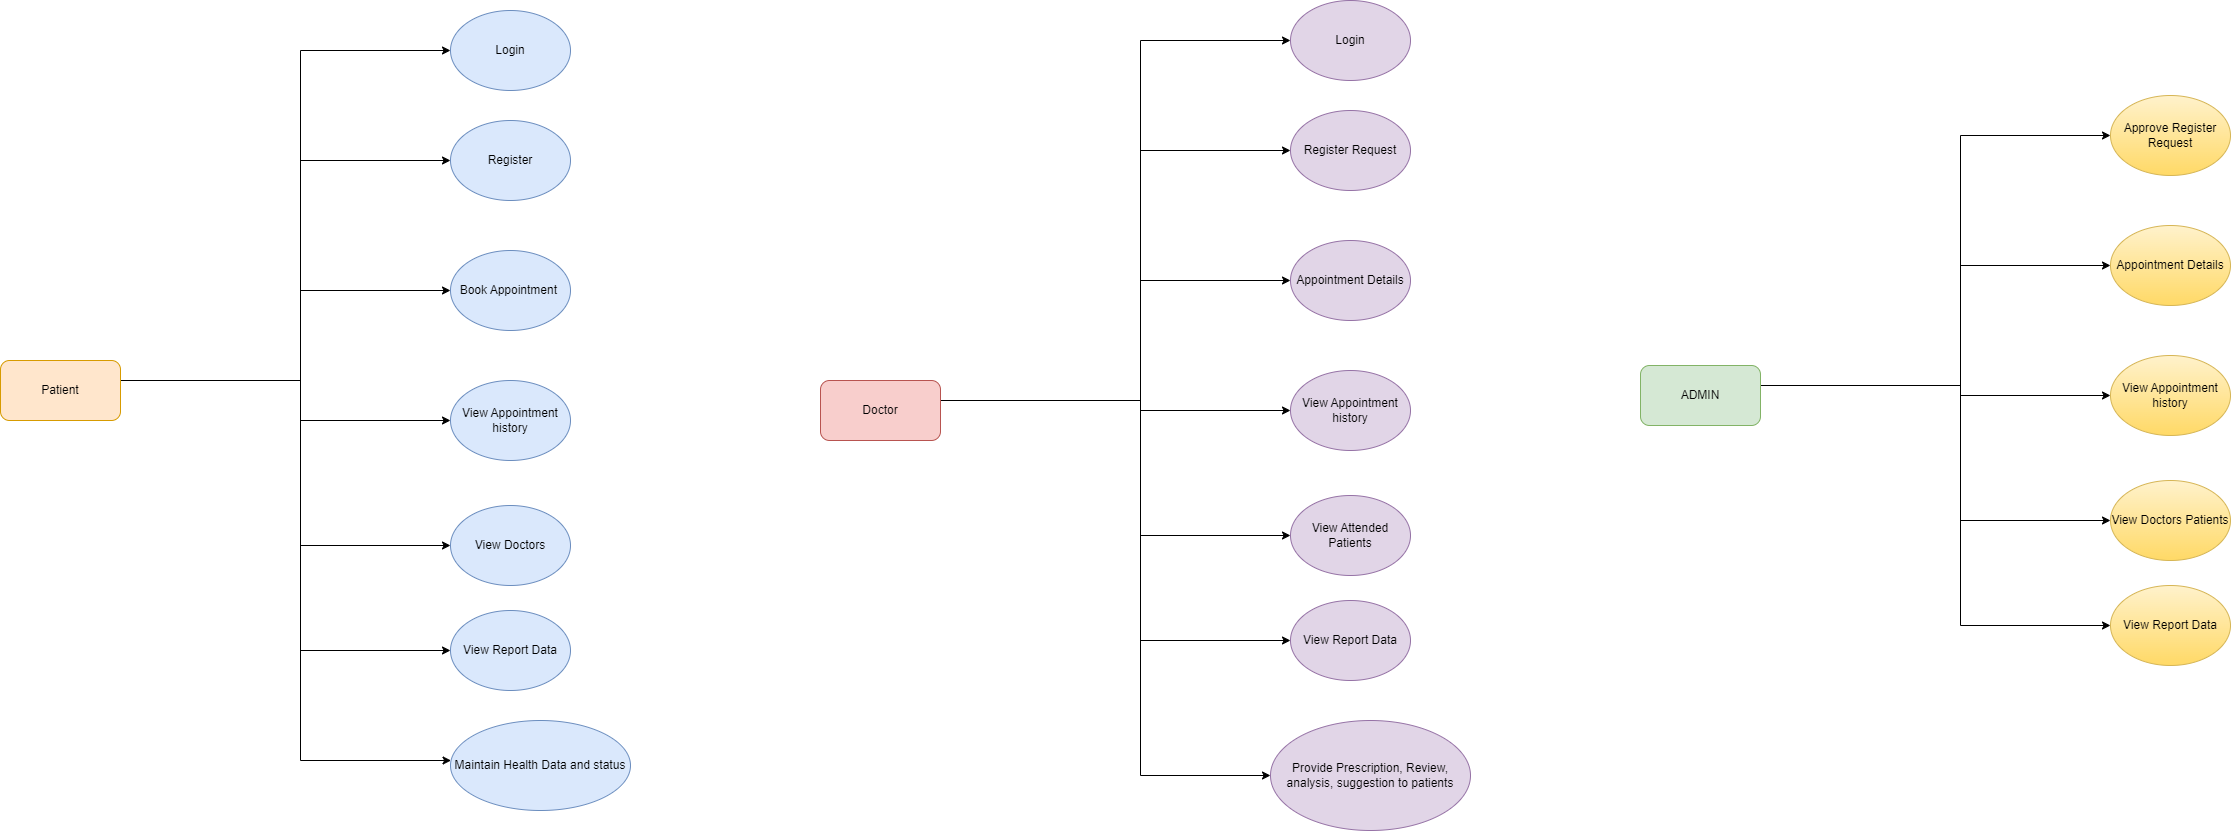 Patient
Login
Register
Book Appointment
View Appointment
history
View Doctors
View Report Data
Maintain Health Data and status
Doctor
Login
Register Request
Appointment Details
View Appointment
history
View Attended
Patients
View Report Data
Provide Prescription, Review,
analysis, suggestion to patients
ADMIN
Approve Register
Request
Appointment Details
View Appointment
history
View Doctors Patients
View Report Data